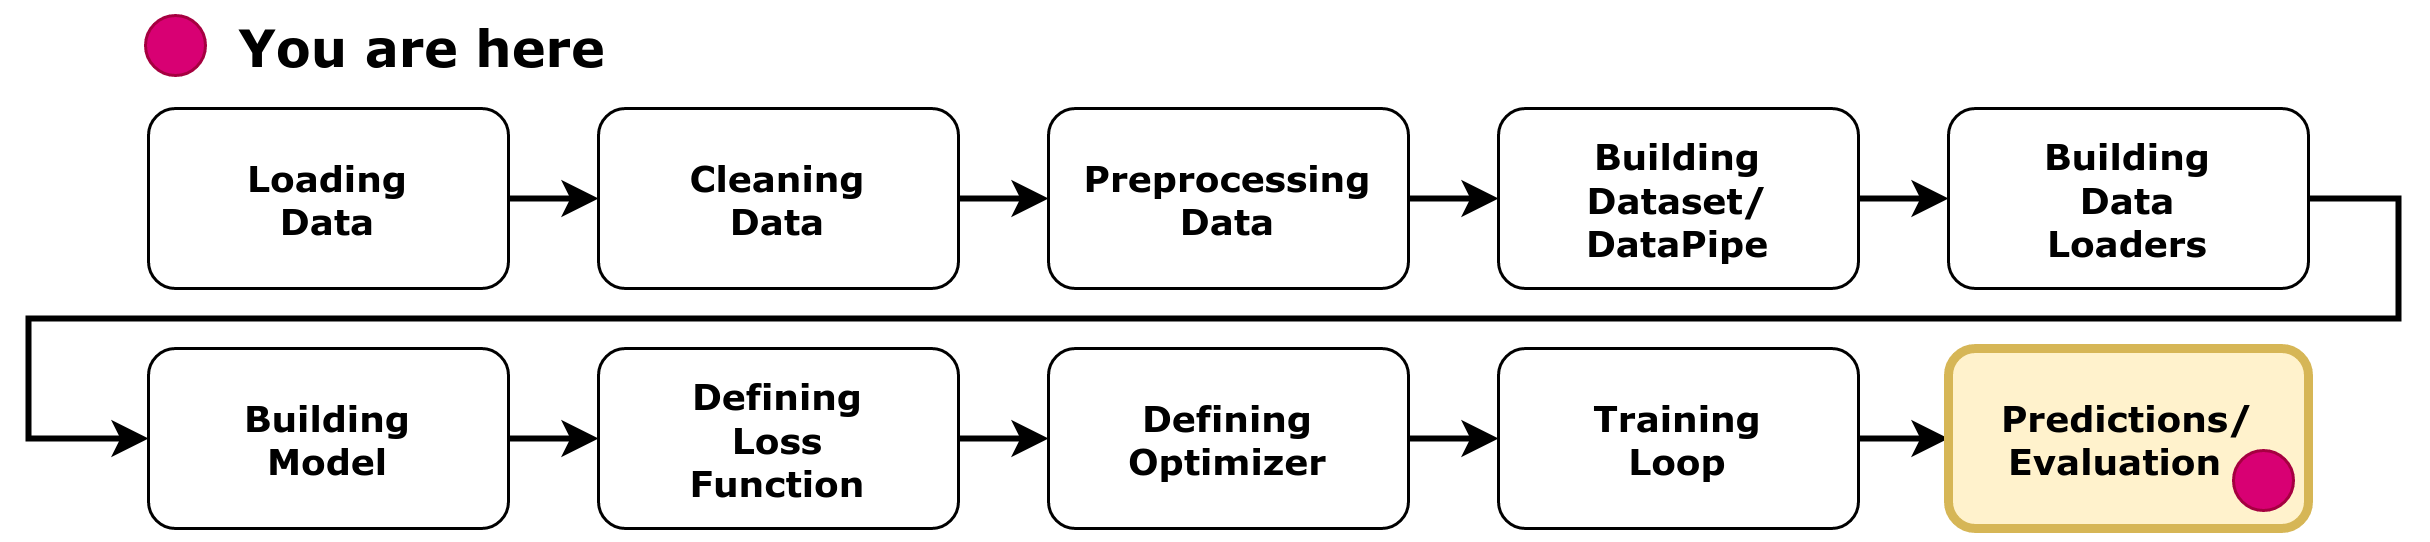 You are here
Loading
Data
Cleaning
Data
Preprocessing
Data
Building
Dataset/
DataPipe
Building
Data
Loaders
Building
Model
Defining
Loss
Function
Defining
Optimizer
Training
Loop
Predictions/
Evaluation